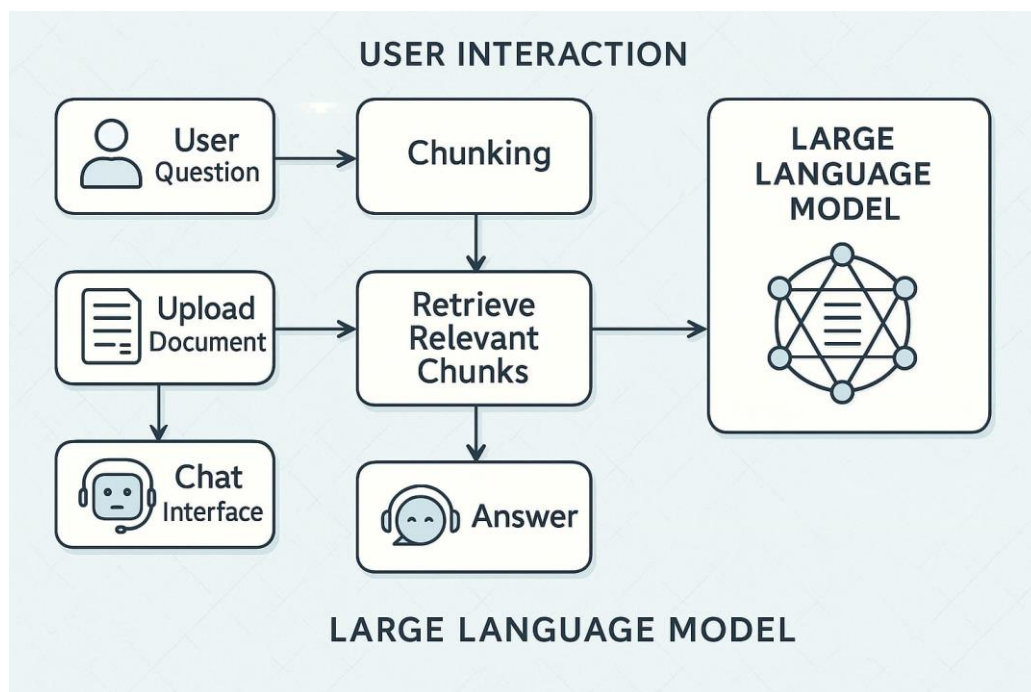 USER INTERACTION
User
Question
Chunking
LARGE
LANGUAGE
MODEL
Upload
Document
Retrieve
Relevant
Chunks
Chat
Interface
Answer
LARGE LANGUAGE MODEL